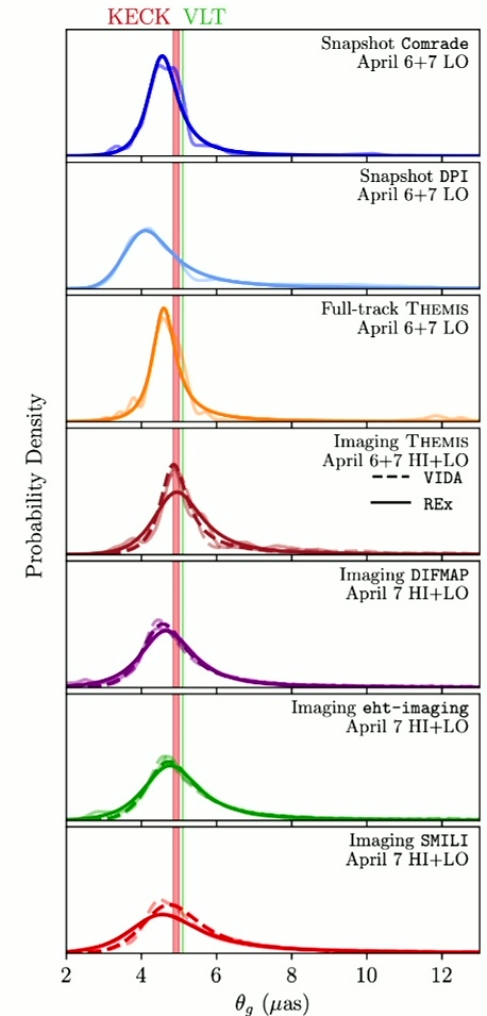 KECK VLT
Snapshot Comrade
April 6+7 LO
Snapshot DPI
April 6+7 LO
Full-track THEMIS
April 6+7 LO
Imaging THEMIS
April 6+7 HI+LO
VIDA
REx
Imaging DIFMAP
April 7 HI+LO
Imaging eht-imaging
April 7 HI+LO
Imaging SMILI
April 7 HI+LO
Probability Density
2 4 6 8 10 12
θg (μas)